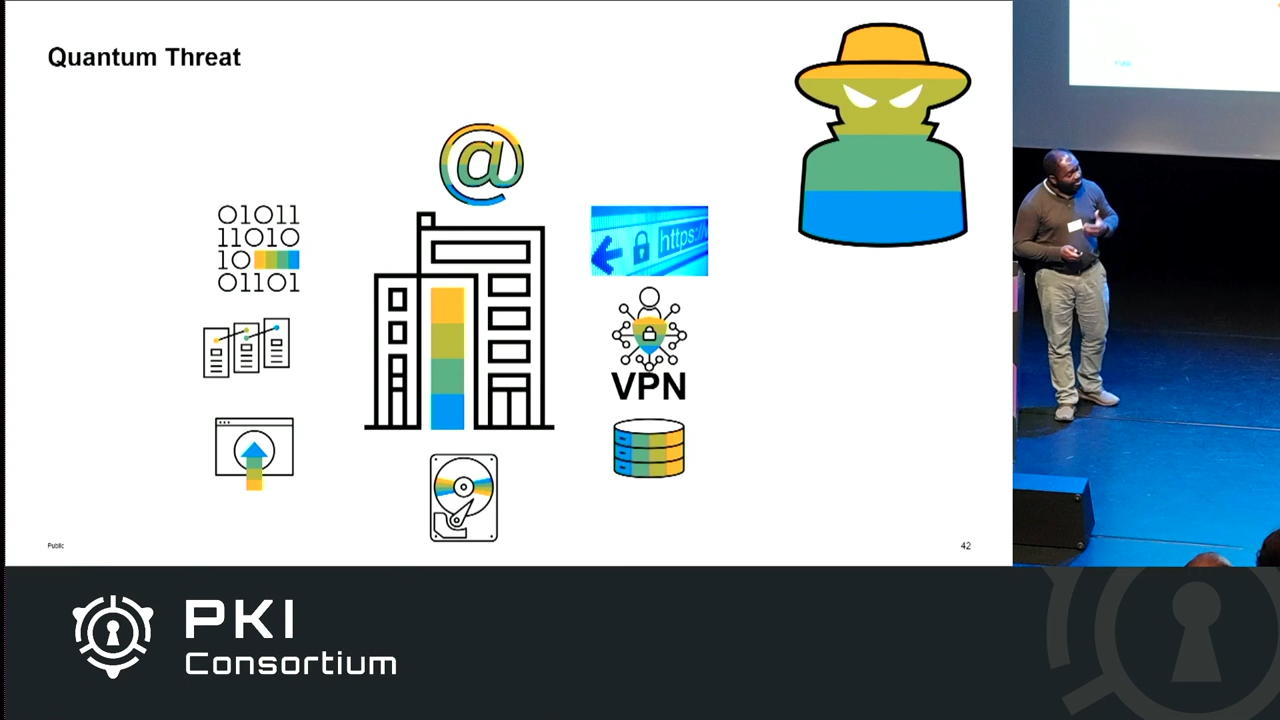 Quantum Threat
@
01011
11010
10
01101
https://
VPN
Public
42
PKI
Consortium